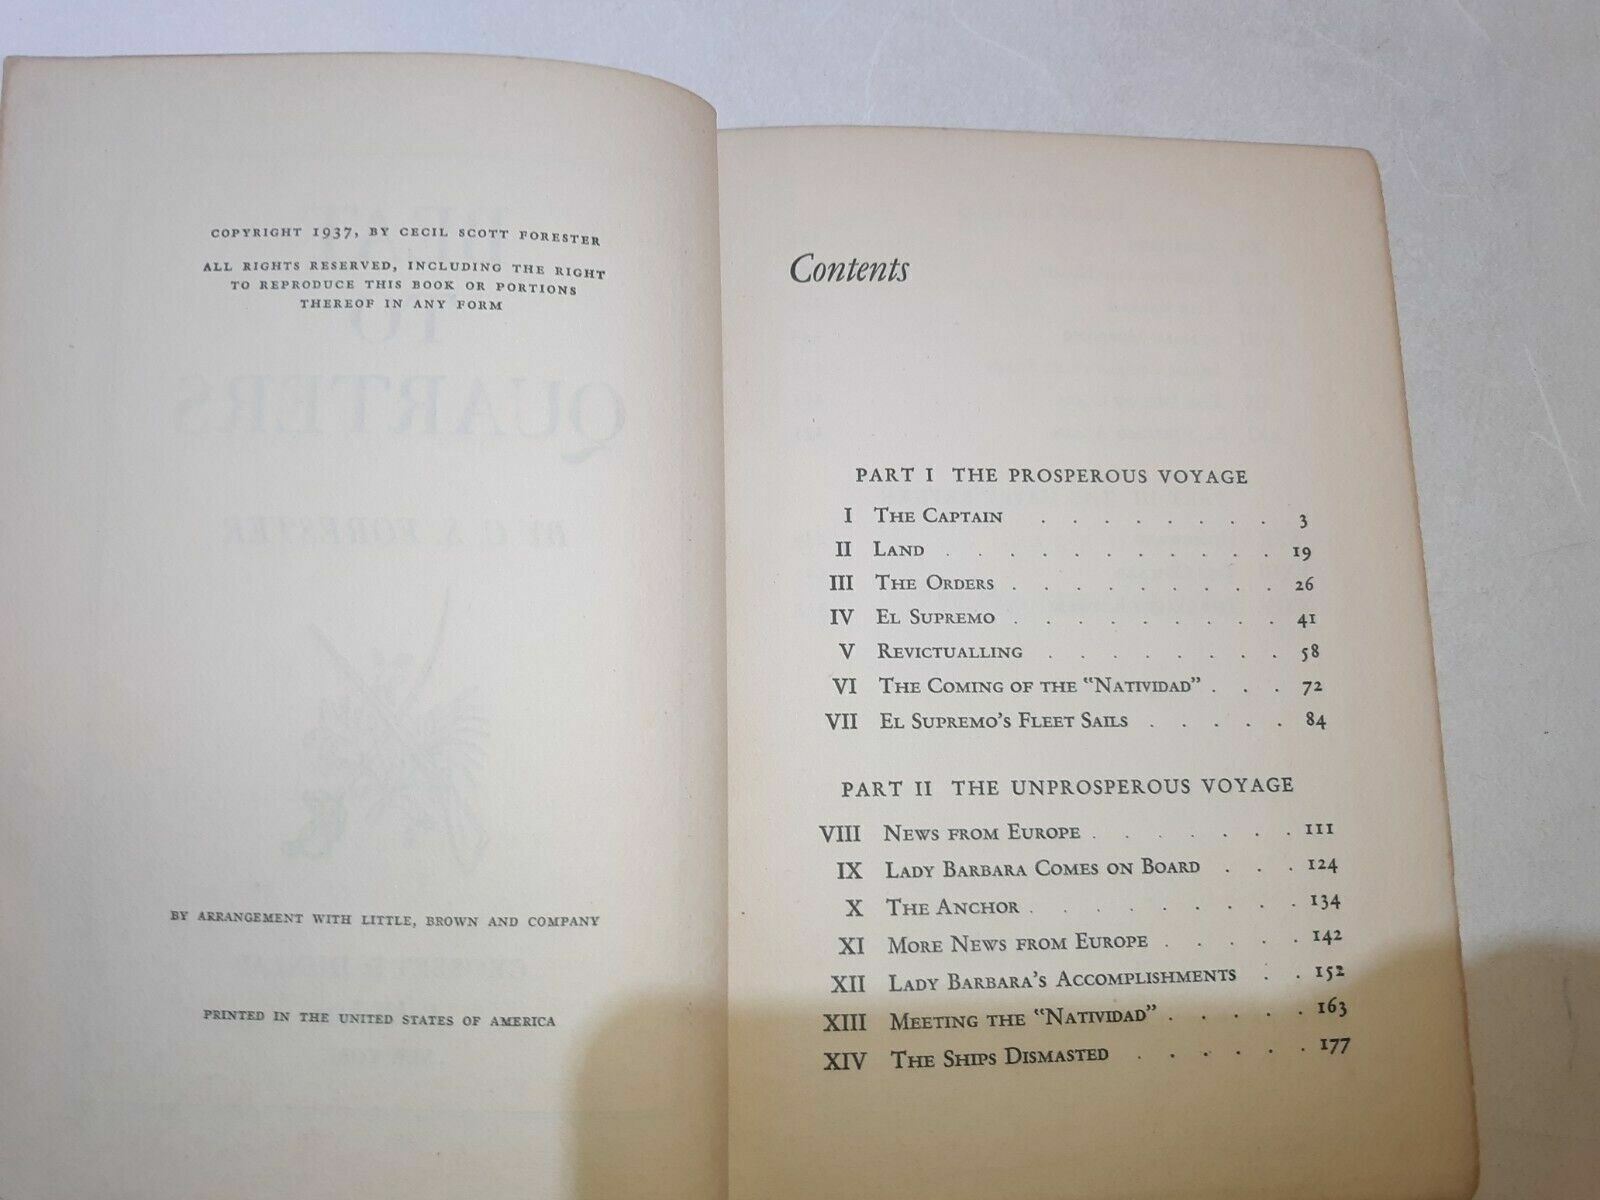 COPYRIGHT 1937, BY CECIL SCOTT FORESTER
ALL RIGHTS RESERVED, INCLUDING THE RIGHT
TO REPRODUCE THIS BOOK OR PORTIONS
THEREOF IN ANY FORM
QUARTERS
BY C. S. FORESTER
BY ARRANGEMENT WITH LITTLE, BROWN AND COMPANY
PRINTED IN THE UNITED STATES OF AMERICA
Contents
PART I THE PROSPEROUS VOYAGE
I THE CAPTAIN . . . . . . . . 3
II LAND . . . . . . . . . . . 19
III THE ORDERS . . . . . . . . . 26
IV EL SUPREMO . . . . . . . . . 41
V REVICTUALLING . . . . . . . . 58
VI THE COMING OF THE "NATIVIDAD" . . . 72
VII EL SUPREMO'S FLEET SAILS . . . . . 84
PART II THE UNPROSPEROUS VOYAGE
VIII NEWS FROM EUROPE . . . . . . . 111
IX LADY BARBARA COMES ON BOARD . . . 124
X THE ANCHOR . . . . . . . . . 134
XI MORE NEWS FROM EUROPE . . . . . 142
XII LADY BARBARA'S ACCOMPLISHMENTS . . 152
XIII MEETING THE "NATIVIDAD" . . . . . 163
XIV THE SHIPS DISMASTED . . . . . . 177